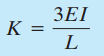 K = 3EI / L